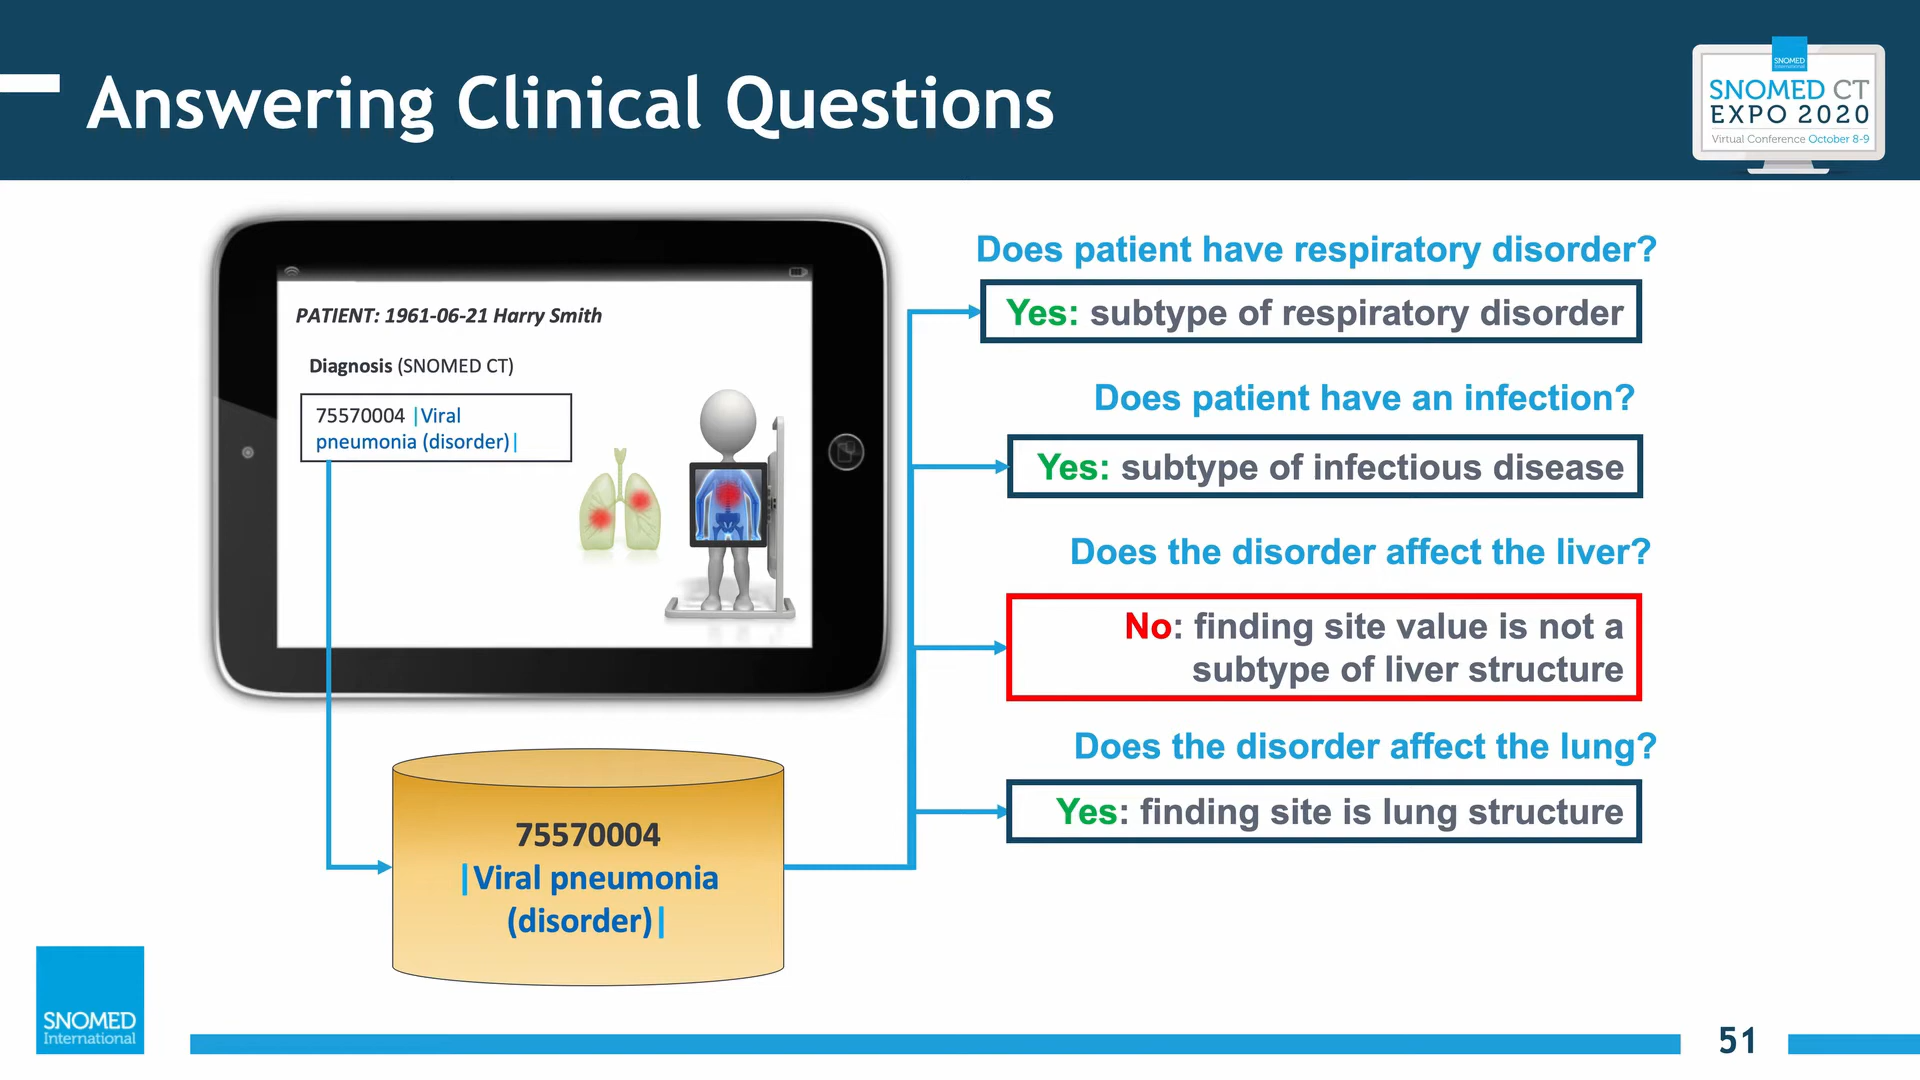 Answering Clinical Questions
SNOMED
International
SNOMED CT
EXPO 2020
Virtual Conference October 8-9
PATIENT: 1961-06-21 Harry Smith
Diagnosis (SNOMED CT)
75570004 |Viral
pneumonia (disorder)|
75570004
|Viral pneumonia
(disorder)|
Does patient have respiratory disorder?
Yes: subtype of respiratory disorder
Does patient have an infection?
Yes: subtype of infectious disease
Does the disorder affect the liver?
No: finding site value is not a
subtype of liver structure
Does the disorder affect the lung?
Yes: finding site is lung structure
SNOMED
International
51